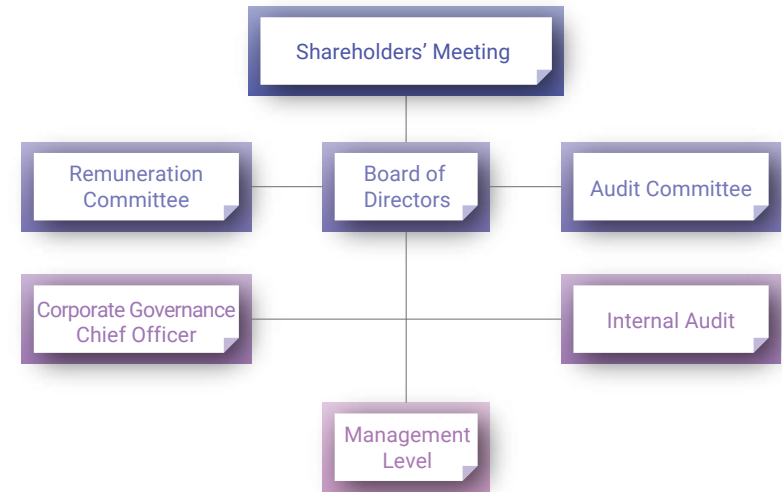 Shareholders’ Meeting
Remuneration
Committee
Board of
Directors
Audit Committee
Corporate Governance
Chief Officer
Internal Audit
Management
Level